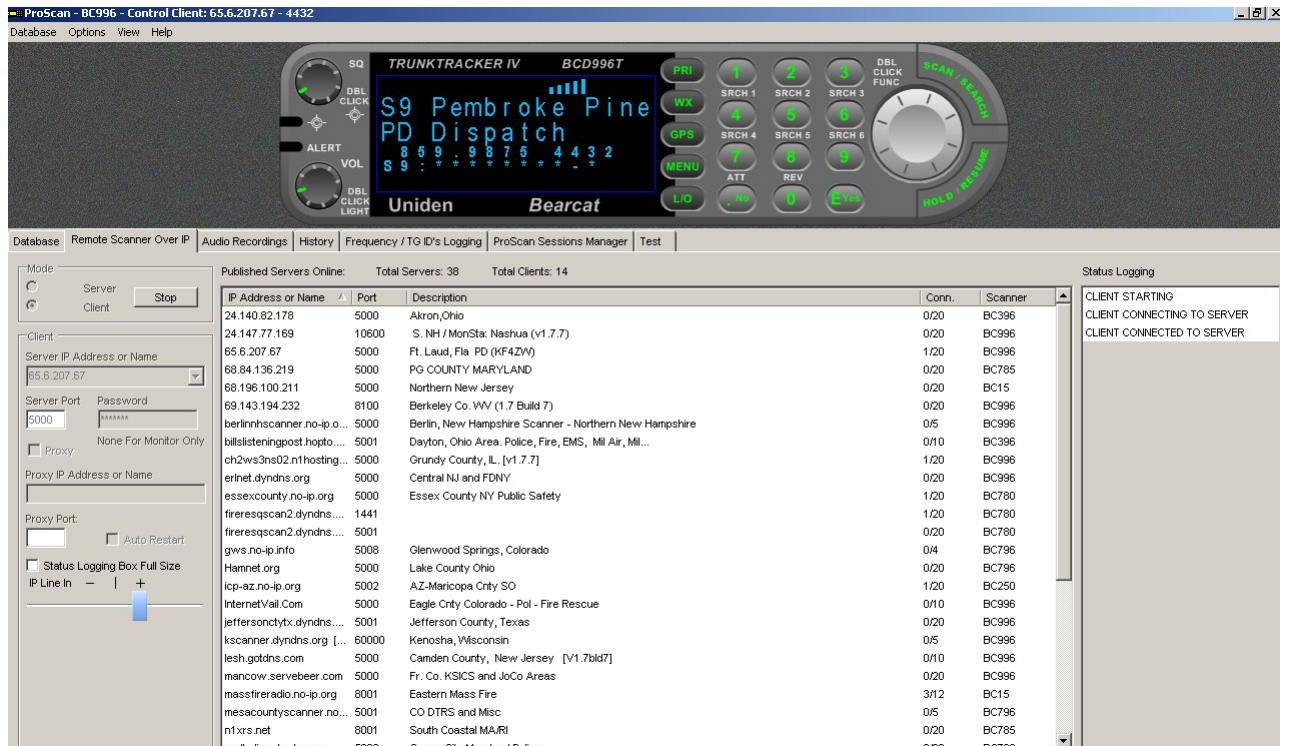 ProScan - BC996 - Control Client: 65.6.207.67 - 4432
Database Options View Help
SQ TRUNKTRACKER IV BCD996T
DBL CLICK
ALERT
VOL
DBL CLICK LIGHT
S9 Pembroke Pine
PD Dispatch
859.9875 4432
S9:********-*
Uniden Bearcat
PRI
WX
GPS
MENU
L/O
1 2 3
SRCH 1 SRCH 2 SRCH 3
4 5 6
SRCH 4 SRCH 5 SRCH 6
7 8 9
ATT REV
. No 0 E Yes
DBL CLICK FUNC
SCAN / SEARCH
HOLD / RESUME
Database Remote Scanner Over IP Audio Recordings History Frequency / TG ID's Logging ProScan Sessions Manager Test
Mode
Server
Client
Stop
Client
Server IP Address or Name
65.6.207.67
Server Port Password
5000 *******
None For Monitor Only
Proxy
Proxy IP Address or Name
Proxy Port:
Auto Restart
Status Logging Box Full Size
IP Line In − | +
Published Servers Online: Total Servers: 38 Total Clients: 14
IP Address or Name Port Description Conn. Scanner
24.140.82.178 5000 Akron,Ohio 0/20 BC396
24.147.77.169 10600 S. NH / MonSta: Nashua (v1.7.7) 0/20 BC996
65.6.207.67 5000 Ft. Laud, Fla PD (KF4ZW) 1/20 BC996
68.84.136.219 5000 PG COUNTY MARYLAND 0/20 BC785
68.196.100.211 5000 Northern New Jersey 0/20 BC15
69.143.194.232 8100 Berkeley Co. WV (1.7 Build 7) 0/20 BC996
berlinnhscanner.no-ip.o... 5000 Berlin, New Hampshire Scanner - Northern New Hampshire 0/5 BC996
billslisteningpost.hopto.... 5001 Dayton, Ohio Area. Police, Fire, EMS, Mil Air, Mil... 0/10 BC396
ch2ws3ns02.n1hosting... 5000 Grundy County, IL. [v1.7.7] 1/20 BC996
erlnet.dyndns.org 5000 Central NJ and FDNY 0/20 BC996
essexcounty.no-ip.org 5000 Essex County NY Public Safety 1/20 BC780
fireresqscan2.dyndns.... 1441 1/20 BC780
fireresqscan2.dyndns.... 5001 0/20 BC780
gws.no-ip.info 5008 Glenwood Springs, Colorado 0/4 BC796
Hamnet.org 5000 Lake County Ohio 0/20 BC796
icp-az.no-ip.org 5002 AZ-Maricopa Cnty SO 1/20 BC250
InternetVail.Com 5000 Eagle Cnty Colorado - Pol - Fire Rescue 0/10 BC996
jeffersonctytx.dyndns.... 5001 Jefferson County, Texas 0/20 BC996
kscanner.dyndns.org [... 60000 Kenosha, Wisconsin 0/5 BC996
lesh.gotdns.com 5000 Camden County, New Jersey [V1.7bld7] 0/10 BC996
mancow.servebeer.com 5000 Fr. Co. KSICS and JoCo Areas 0/20 BC996
massfireradio.no-ip.org 8001 Eastern Mass Fire 3/12 BC15
mesacountyscanner.no... 5001 CO DTRS and Misc 0/5 BC796
n1xrs.net 8001 South Coastal MA/RI 0/20 BC785
Status Logging
CLIENT STARTING
CLIENT CONNECTING TO SERVER
CLIENT CONNECTED TO SERVER